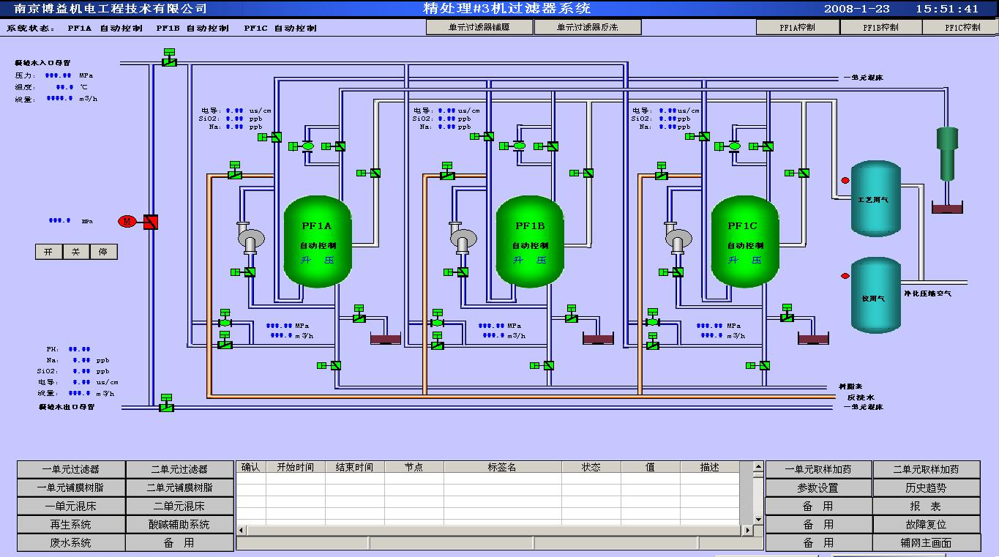 南京博益机电工程技术有限公司 精处理#3机过滤器系统 2008-1-23 15:51:41
系统状态: PF1A 自动控制 PF1B 自动控制 PF1C 自动控制 单元过滤器铺膜 单元过滤器反洗 PF1A控制 PF1B控制 PF1C控制
凝结水入口母管
压力: ###.## MPa
温度: ##.# ℃
流量: ####.# m3/h
一单元混床
电导: #.## us/cm
SiO2: #.## ppb
Na: #.## ppb
电导: #.## us/cm
SiO2: #.## ppb
Na: #.## ppb
电导: #.## us/cm
SiO2: #.## ppb
Na: #.## ppb
###.# MPa
M
开 关 停
PF1A
自动控制
升 压
PF1B
自动控制
升 压
PF1C
自动控制
升 压
工艺用气
仪用气
净化压缩空气
###.## MPa
###.# m3/h
###.## MPa
###.# m3/h
###.## MPa
###.# m3/h
PH: ##.##
Na: #.## ppb
SiO2: #.## ppb
电导: #.## us/cm
流量: ###.# m3/h
凝结水出口母管
树脂来
反洗水
一单元混床
一单元过滤器 二单元过滤器
一单元铺膜树脂 二单元铺膜树脂
一单元混床 二单元混床
再生系统 酸碱辅助系统
废水系统 备 用
确认 开始时间 结束时间 节点 标签名 状态 值 描述
一单元取样加药 二单元取样加药
参数设置 历史趋势
备 用 报 表
备 用 故障复位
备 用 辅网主画面